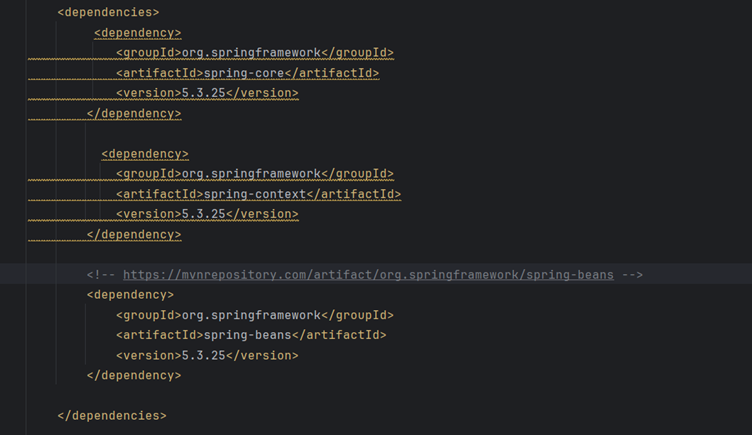 <dependencies>
<dependency>
<groupId>org.springframework</groupId>
<artifactId>spring-core</artifactId>
<version>5.3.25</version>
</dependency>
<dependency>
<groupId>org.springframework</groupId>
<artifactId>spring-context</artifactId>
<version>5.3.25</version>
</dependency>
<!-- https://mvnrepository.com/artifact/org.springframework/spring-beans -->
<dependency>
<groupId>org.springframework</groupId>
<artifactId>spring-beans</artifactId>
<version>5.3.25</version>
</dependency>
</dependencies>